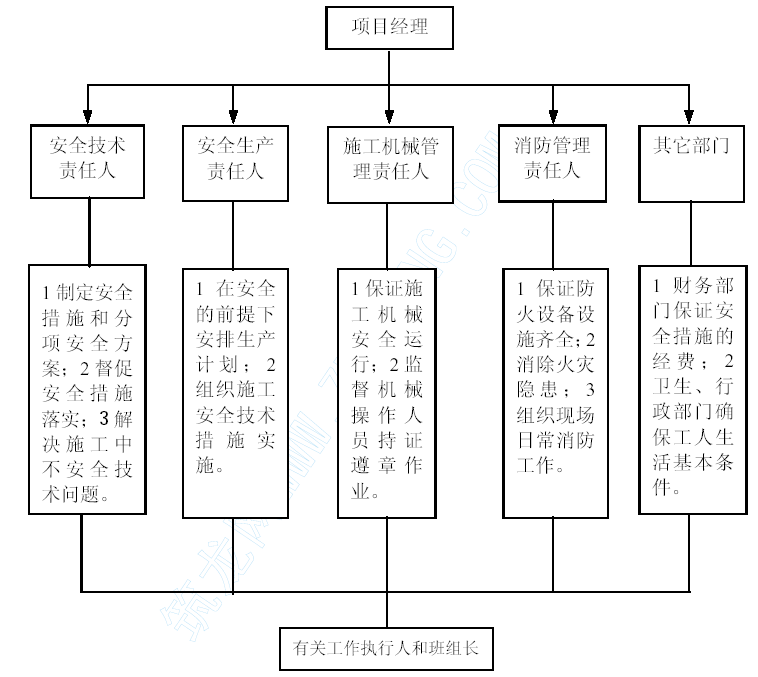 项目经理
安全技术
责任人
安全生产
责任人
施工机械管
理责任人
消防管理
责任人
其它部门
1制定安全
措施和分
项安全方
案；2督促
安全措施
落实；3解
决施工中
不安全技
术问题。
1 在安全
的前提下
安排生产
计划；2
组织施工
安全技术
措施实
施。
1保证施
工机械
安全运
行；2监
督机械
操作人
员持证
遵章作
业。
1 保证防
火设备设
施齐全；2
消除火灾
隐患；3
组织现场
日常消防
工作。
1 财务部
门保证安
全措施的
经费；2
卫生、行
政部门确
保工人生
活基本条
件。
有关工作执行人和班组长